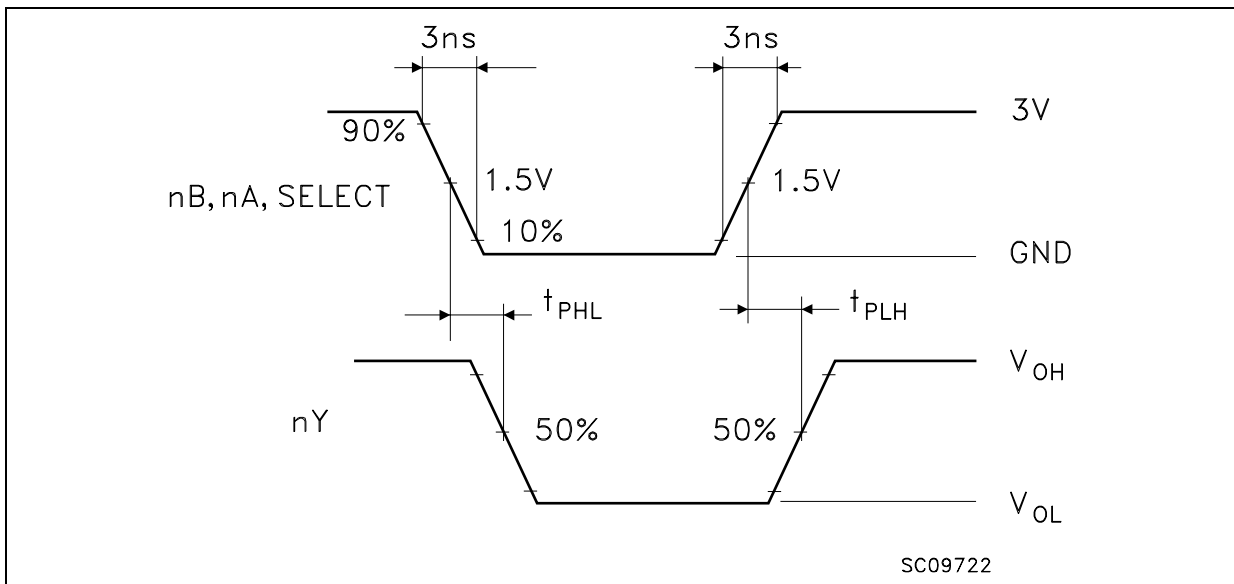 3ns 3ns
3V
90%
1.5V 1.5V
nB, nA, SELECT
10%
GND
tPHL tPLH
VOH
nY 50% 50%
VOL
SC09722